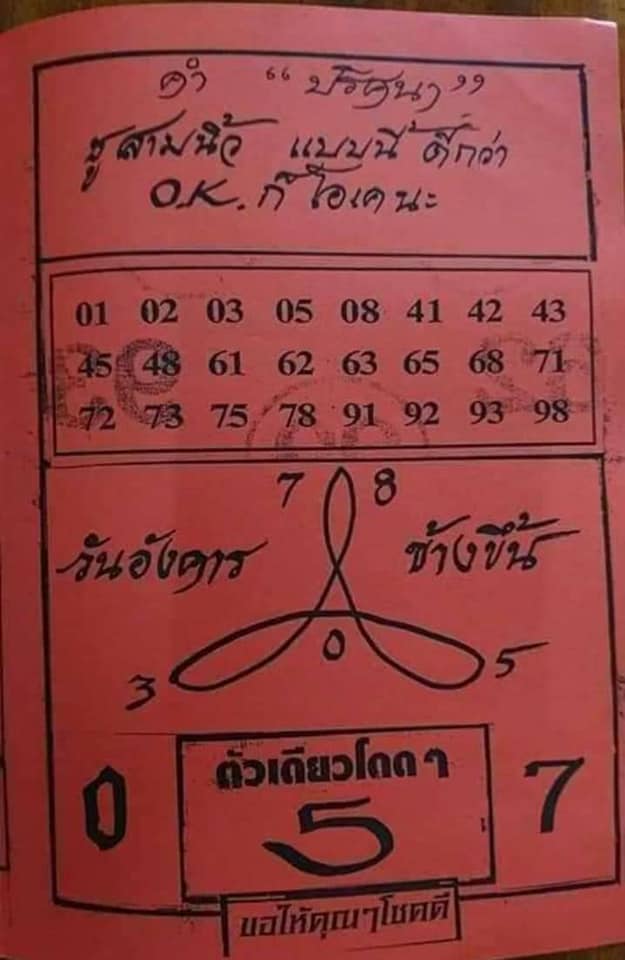 คำ “ปริศนา”
ชูสามนิ้ว แบบนี้ ดีกว่า
O.K. ก็โอเคนะ
01 02 03 05 08 41 42 43
45 48 61 62 63 65 68 71
72 73 75 78 91 92 93 98
7 8
วันอังคาร ช้างขึ้น
0
3 5
ตัวเดียวโดดๆ
0 5 7
ขอให้คุณๆโชคดี